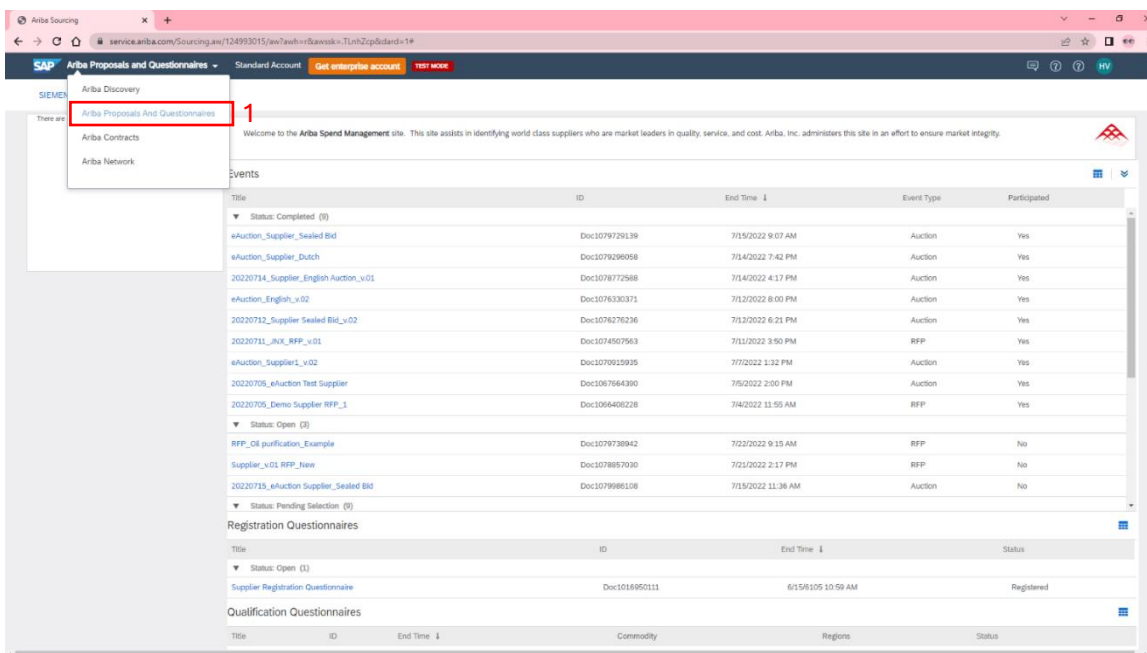 Ariba Sourcing
service.ariba.com/Sourcing.aw/124993015/aw?awh=r&awssk=.TLnhZcp&dard=1#
SAP Ariba Proposals and Questionnaires Standard Account Get enterprise account TEST MODE HV
SIEMEN
Ariba Discovery
Ariba Proposals And Questionnaires 1
Ariba Contracts
Ariba Network
There are
Welcome to the Ariba Spend Management site. This site assists in identifying world class suppliers who are market leaders in quality, service, and cost. Ariba, Inc. administers this site in an effort to ensure market integrity.
Events
Title ID End Time ↓ Event Type Participated
▼ Status: Completed (9)
eAuction_Supplier_Sealed Bid Doc1079729139 7/15/2022 9:07 AM Auction Yes
eAuction_Supplier_Dutch Doc1079296058 7/14/2022 7:42 PM Auction Yes
20220714_Supplier_English Auction_v.01 Doc1078772588 7/14/2022 4:17 PM Auction Yes
eAuction_English_v.02 Doc1076330371 7/12/2022 8:00 PM Auction Yes
20220712_Supplier Sealed Bid_v.02 Doc1076276236 7/12/2022 6:21 PM Auction Yes
20220711_JNX_RFP_v.01 Doc1074507563 7/11/2022 3:50 PM RFP Yes
eAuction_Supplier1_v.02 Doc1070915935 7/7/2022 1:32 PM Auction Yes
20220705_eAuction Test Supplier Doc1067664390 7/5/2022 2:00 PM Auction Yes
20220705_Demo Supplier RFP_1 Doc1066408228 7/4/2022 11:55 AM RFP Yes
▼ Status: Open (3)
RFP_Oil purification_Example Doc1079738942 7/22/2022 9:15 AM RFP No
Supplier_v.01 RFP_New Doc1078857030 7/21/2022 2:17 PM RFP No
20220715_eAuction Supplier_Sealed Bid Doc1079986108 7/15/2022 11:36 AM Auction No
▼ Status: Pending Selection (9)
Registration Questionnaires
Title ID End Time ↓ Status
▼ Status: Open (1)
Supplier Registration Questionnaire Doc1016950111 6/15/6105 10:59 AM Registered
Qualification Questionnaires
Title ID End Time ↓ Commodity Regions Status